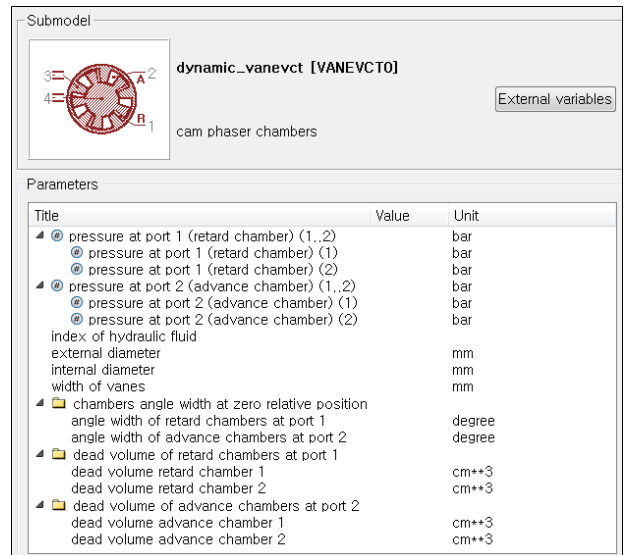 Submodel
dynamic_vanevct [VANEVCT0]
External variables
cam phaser chambers
3
4
A
2
R
1
Parameters
Title Value Unit
# pressure at port 1 (retard chamber) (1..2) bar
# pressure at port 1 (retard chamber) (1) bar
# pressure at port 1 (retard chamber) (2) bar
# pressure at port 2 (advance chamber) (1..2) bar
# pressure at port 2 (advance chamber) (1) bar
# pressure at port 2 (advance chamber) (2) bar
index of hydraulic fluid
external diameter mm
internal diameter mm
width of vanes mm
chambers angle width at zero relative position
angle width of retard chambers at port 1 degree
angle width of advance chambers at port 2 degree
dead volume of retard chambers at port 1
dead volume retard chamber 1 cm**3
dead volume retard chamber 2 cm**3
dead volume of advance chambers at port 2
dead volume advance chamber 1 cm**3
dead volume advance chamber 2 cm**3